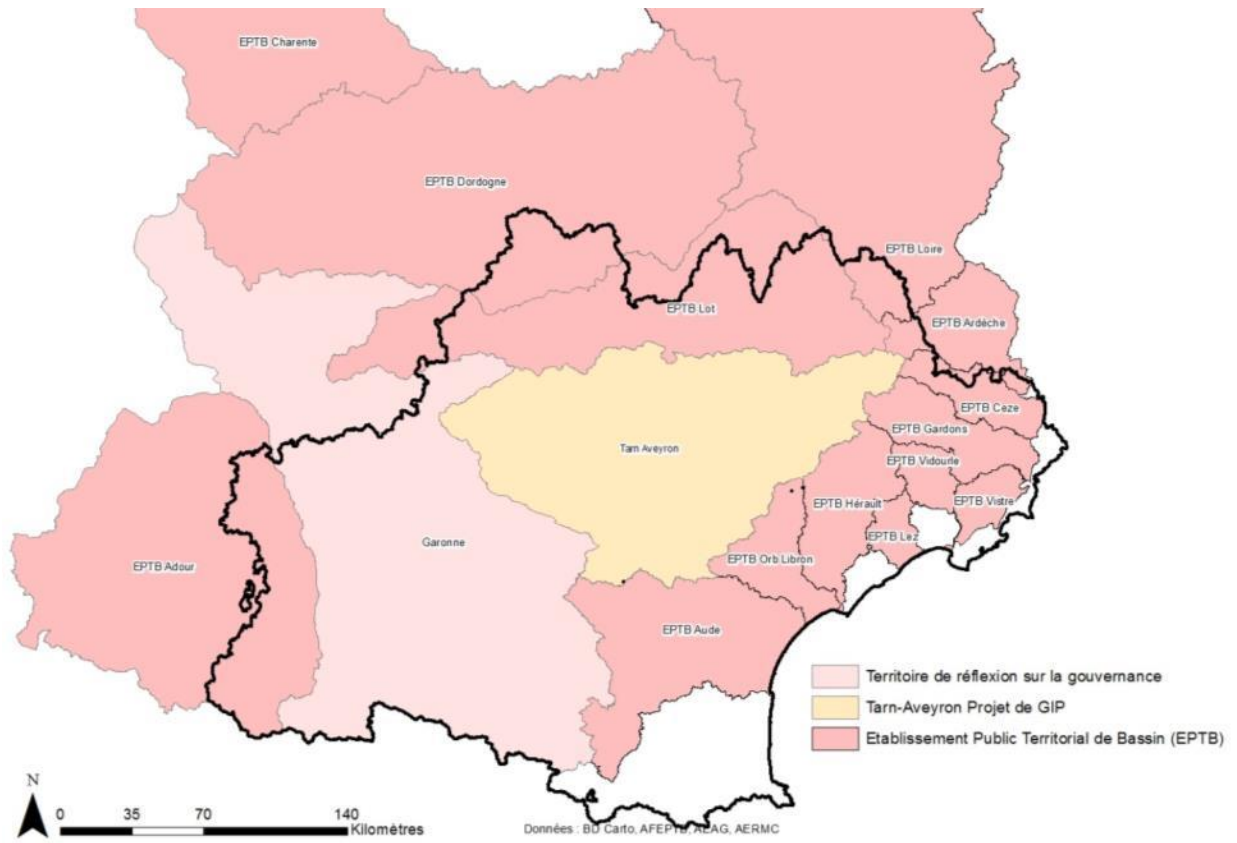 EPTB Charente
EPTB Dordogne
EPTB Loire
EPTB Lot
EPTB Ardèche
EPTB Ceze
EPTB Gardons
Tarn Aveyron
EPTB Vidourle
EPTB Vistre
EPTB Hérault
EPTB Lez
Garonne
EPTB Orb Libron
EPTB Adour
EPTB Aude
Territoire de réflexion sur la gouvernance
Tarn-Aveyron Projet de GIP
Etablissement Public Territorial de Bassin (EPTB)
N
0 35 70 140
Kilomètres
Données : BD Carto, AFEPTB, AEAG, AERMC